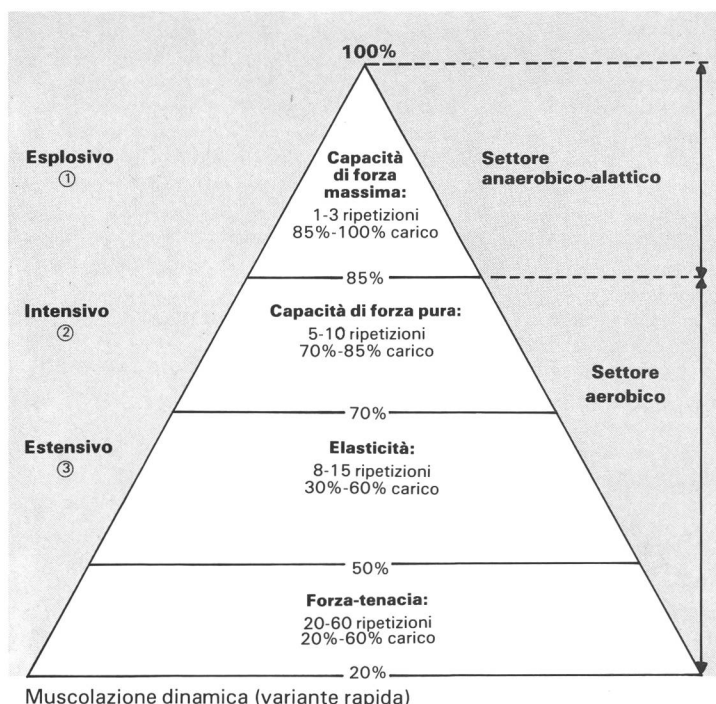 100%
Esplosivo
①
Capacità
di forza
massima:
1-3 ripetizioni
85%-100% carico
Settore
anaerobico-alattico
85%
Intensivo
②
Capacità di forza pura:
5-10 ripetizioni
70%-85% carico
Settore
aerobico
70%
Estensivo
③
Elasticità:
8-15 ripetizioni
30%-60% carico
50%
Forza-tenacia:
20-60 ripetizioni
20%-60% carico
20%
Muscolazione dinamica (variante rapida)